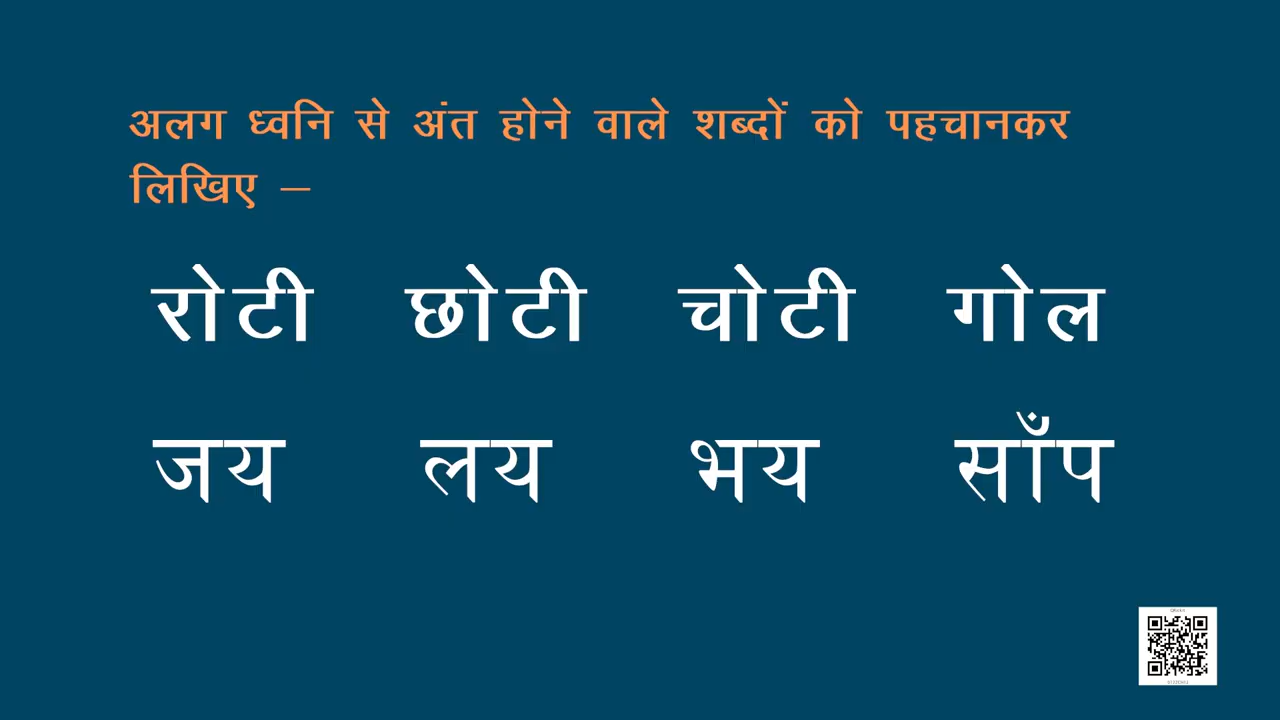 अलग ध्वनि से अंत होने वाले शब्दों को पहचानकर
लिखिए –
रोटी छोटी चोटी गोल
जय लय भय साँप